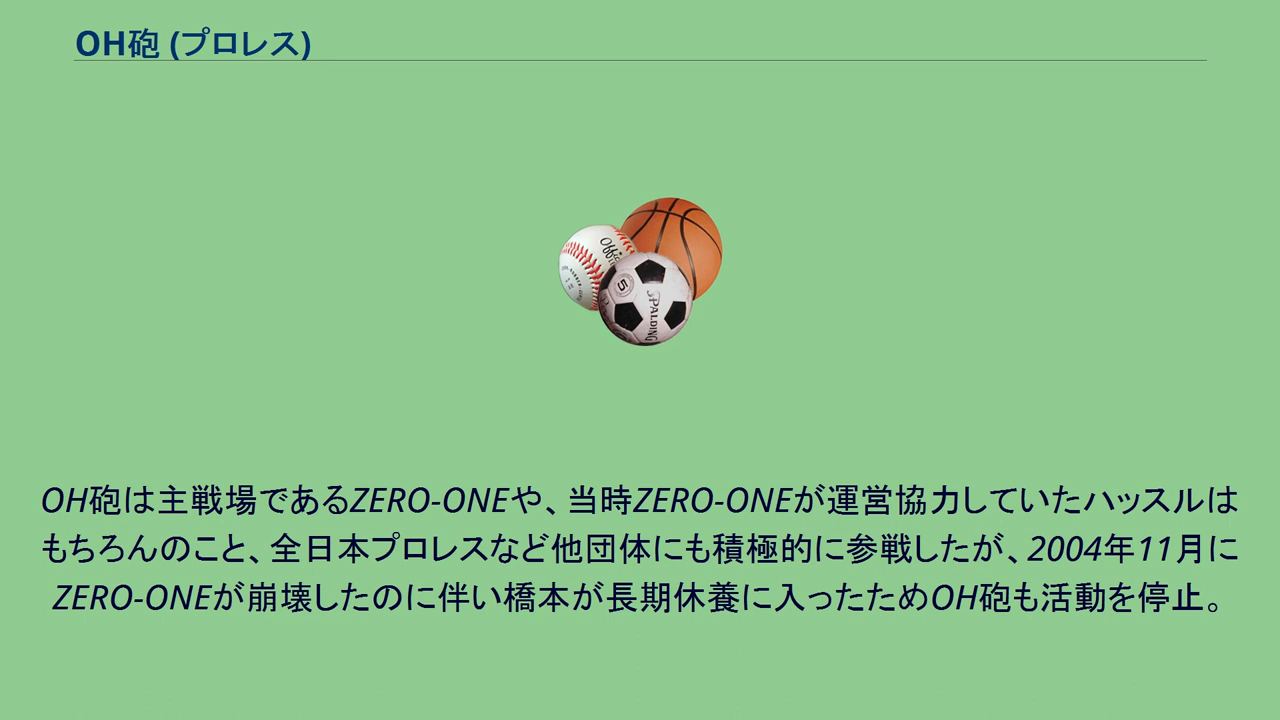 OH砲 (プロレス)
Offic
5
SPALDING
OH砲は主戦場であるZERO-ONEや、当時ZERO-ONEが運営協力していたハッスルは
もちろんのこと、全日本プロレスなど他団体にも積極的に参戦したが、2004年11月に
ZERO-ONEが崩壊したのに伴い橋本が長期休養に入ったためOH砲も活動を停止。